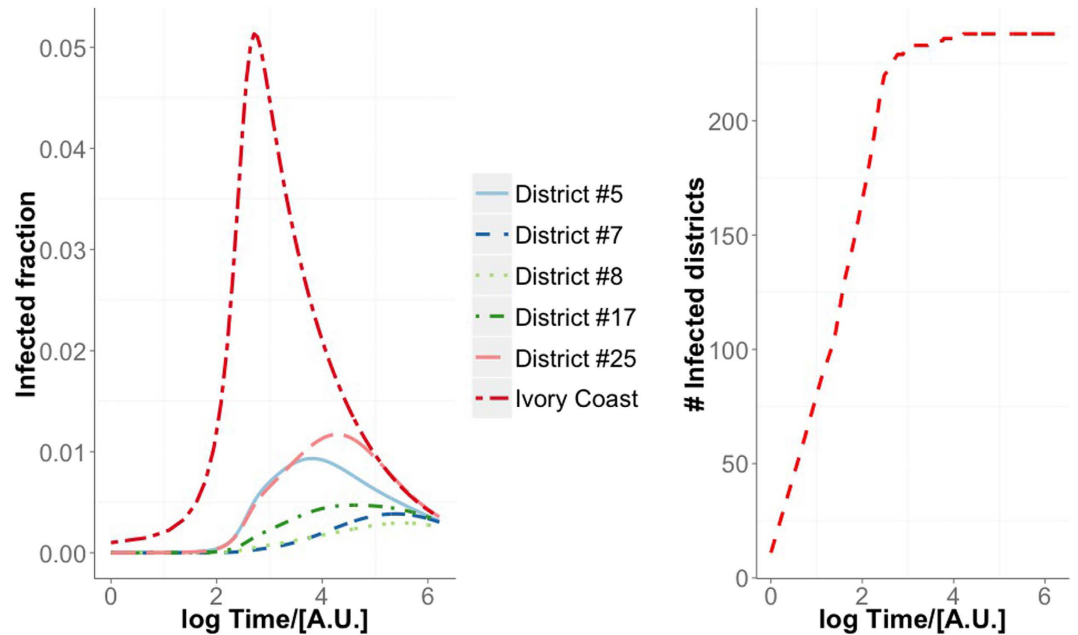 Infected fraction
0.05
0.04
0.03
0.02
0.01
0.00
0 2 4 6
log Time/[A.U.]
District #5
District #7
District #8
District #17
District #25
Ivory Coast
# Infected districts
200
150
100
50
0
0 2 4 6
log Time/[A.U.]